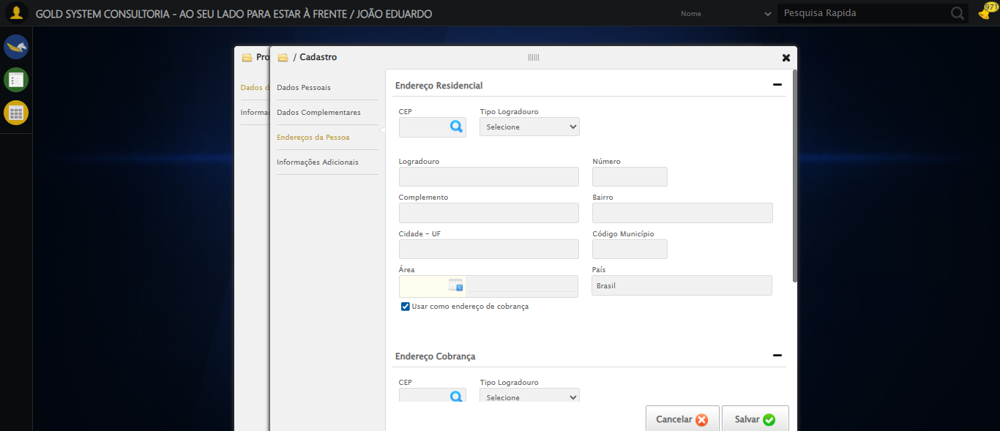 GOLD SYSTEM CONSULTORIA - AO SEU LADO PARA ESTAR À FRENTE / JOÃO EDUARDO
Nome
Pesquisa Rapida
971
Pro
/ Cadastro
Dados d
Informaç
Dados Pessoais
Dados Complementares
Endereços da Pessoa
Informações Adicionais
Endereço Residencial
CEP Tipo Logradouro
Selecione
Logradouro Número
Complemento Bairro
Cidade - UF Código Município
Área País
Brasil
Usar como endereço de cobrança
Endereço Cobrança
CEP Tipo Logradouro
Selecione
Cancelar Salvar